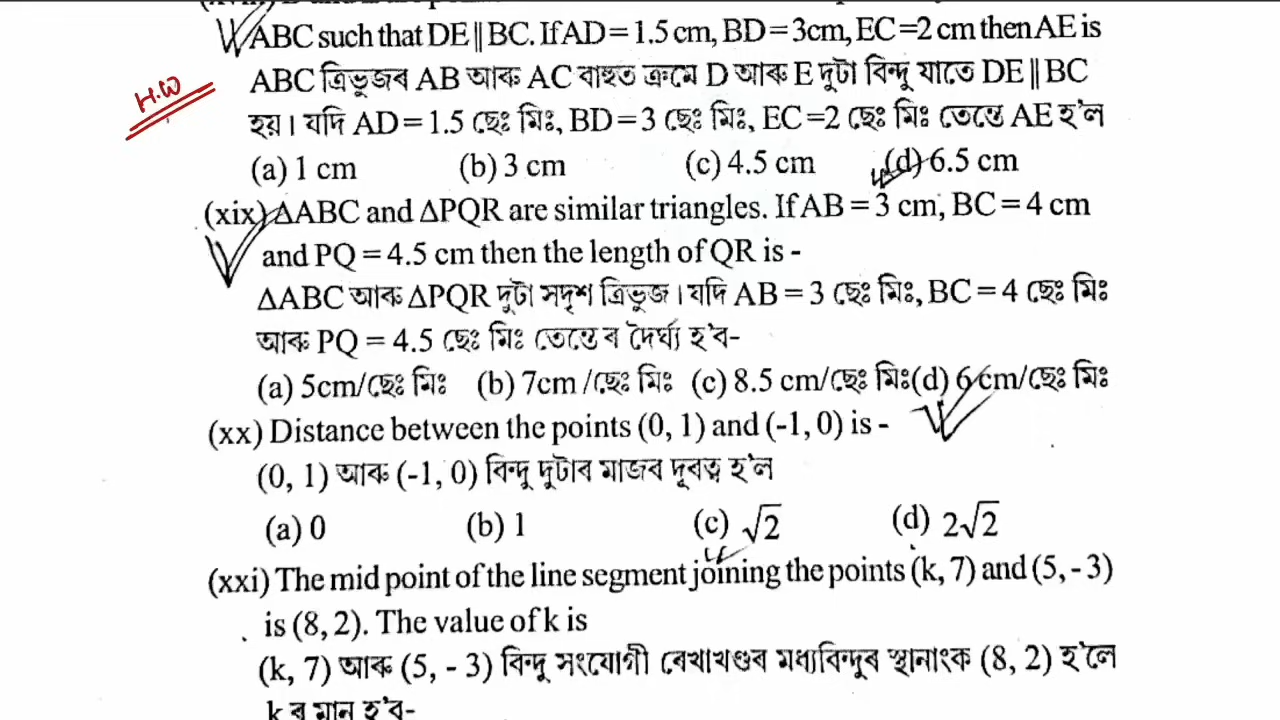 ABC such that DE || BC. If AD = 1.5 cm, BD = 3cm, EC =2 cm then AE is
ABC ত্ৰিভূজৰ AB আৰু AC বাহুত ক্ৰমে D আৰু E দুটা বিন্দু যাতে DE || BC
H.W
হয়। যদি AD = 1.5 ছেঃ মিঃ, BD = 3 ছেঃ মিঃ, EC =2 ছেঃ মিঃ তেন্তে AE হ'ল
(a) 1 cm (b) 3 cm (c) 4.5 cm (d) 6.5 cm
(xix) ΔABC and ΔPQR are similar triangles. If AB = 3 cm, BC = 4 cm
and PQ = 4.5 cm then the length of QR is -
ΔABC আৰু ΔPQR দুটা সদৃশ ত্ৰিভুজ। যদি AB = 3 ছেঃ মিঃ, BC = 4 ছেঃ মিঃ
আৰু PQ = 4.5 ছেঃ মিঃ তেন্তে ৰ দৈৰ্ঘ্য হ'ব-
(a) 5cm/ছেঃ মিঃ (b) 7cm /ছেঃ মিঃ (c) 8.5 cm/ছেঃ মিঃ (d) 6 cm/ছেঃ মিঃ
(xx) Distance between the points (0, 1) and (-1, 0) is -
(0, 1) আৰু (-1, 0) বিন্দু দুটাৰ মাজৰ দূৰত্ব হ'ল
(a) 0 (b) 1 (c) √2 (d) 2√2
(xxi) The mid point of the line segment joining the points (k, 7) and (5, - 3)
is (8, 2). The value of k is
(k, 7) আৰু (5, - 3) বিন্দু সংযোগী ৰেখাখণ্ডৰ মধ্যবিন্দুৰ স্থানাংক (8, 2) হ'লে
k ৰ মান হ'ব-